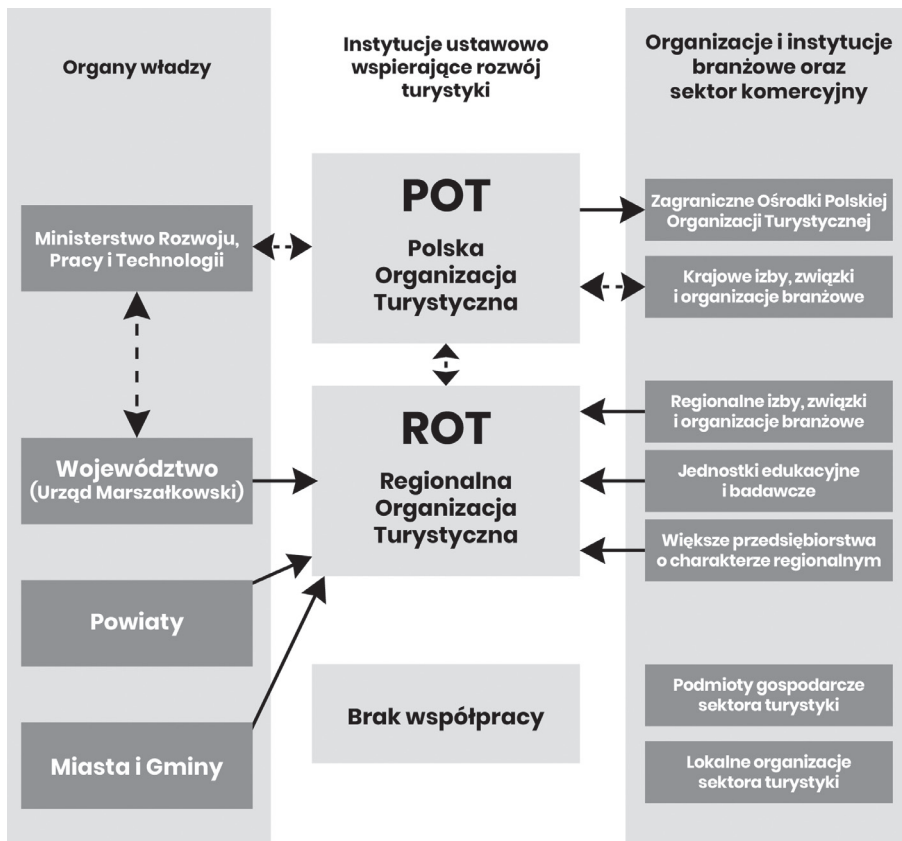 Organy władzy
Instytucje ustawowo
wspierające rozwój
turystyki
Organizacje i instytucje
branżowe oraz
sektor komercyjny
Ministerstwo Rozwoju,
Pracy i Technologii
Województwo
(Urząd Marszałkowski)
Powiaty
Miasta i Gminy
POT
Polska
Organizacja
Turystyczna
ROT
Regionalna
Organizacja
Turystyczna
Brak współpracy
Zagraniczne Ośrodki Polskiej
Organizacji Turystycznej
Krajowe izby, związki
i organizacje branżowe
Regionalne izby, związki
i organizacje branżowe
Jednostki edukacyjne
i badawcze
Większe przedsiębiorstwa
o charakterze regionalnym
Podmioty gospodarcze
sektora turystyki
Lokalne organizacje
sektora turystyki